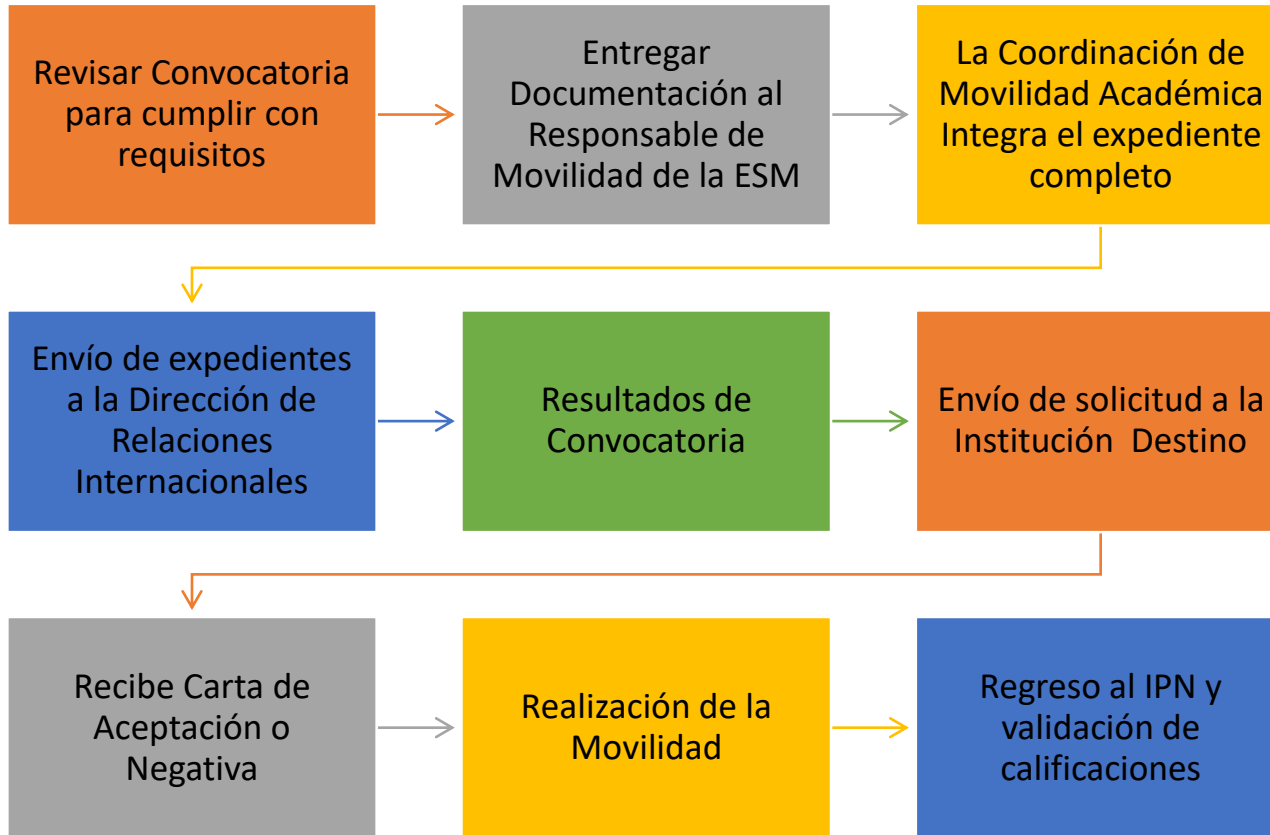 Revisar Convocatoria
para cumplir con
requisitos
Entregar
Documentación al
Responsable de
Movilidad de la ESM
La Coordinación de
Movilidad Académica
Integra el expediente
completo
Envío de expedientes
a la Dirección de
Relaciones
Internacionales
Resultados de
Convocatoria
Envío de solicitud a la
Institución  Destino
Recibe Carta de
Aceptación o
Negativa
Realización de la
Movilidad
Regreso al IPN y
validación de
calificaciones